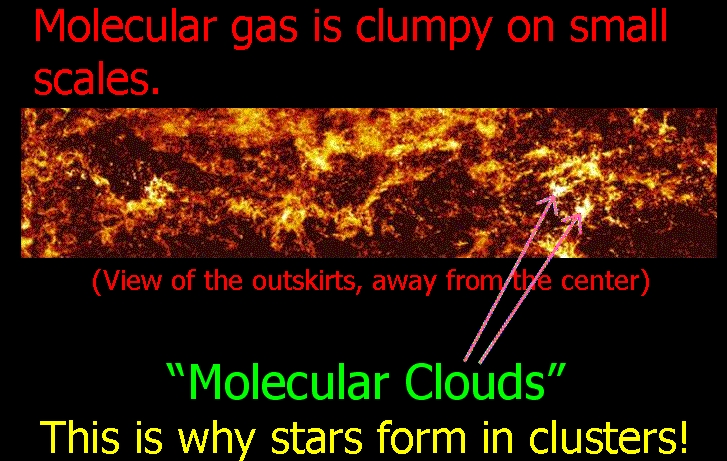 Molecular gas is clumpy on small
scales.
(View of the outskirts, away from the center)
“Molecular Clouds”
This is why stars form in clusters!